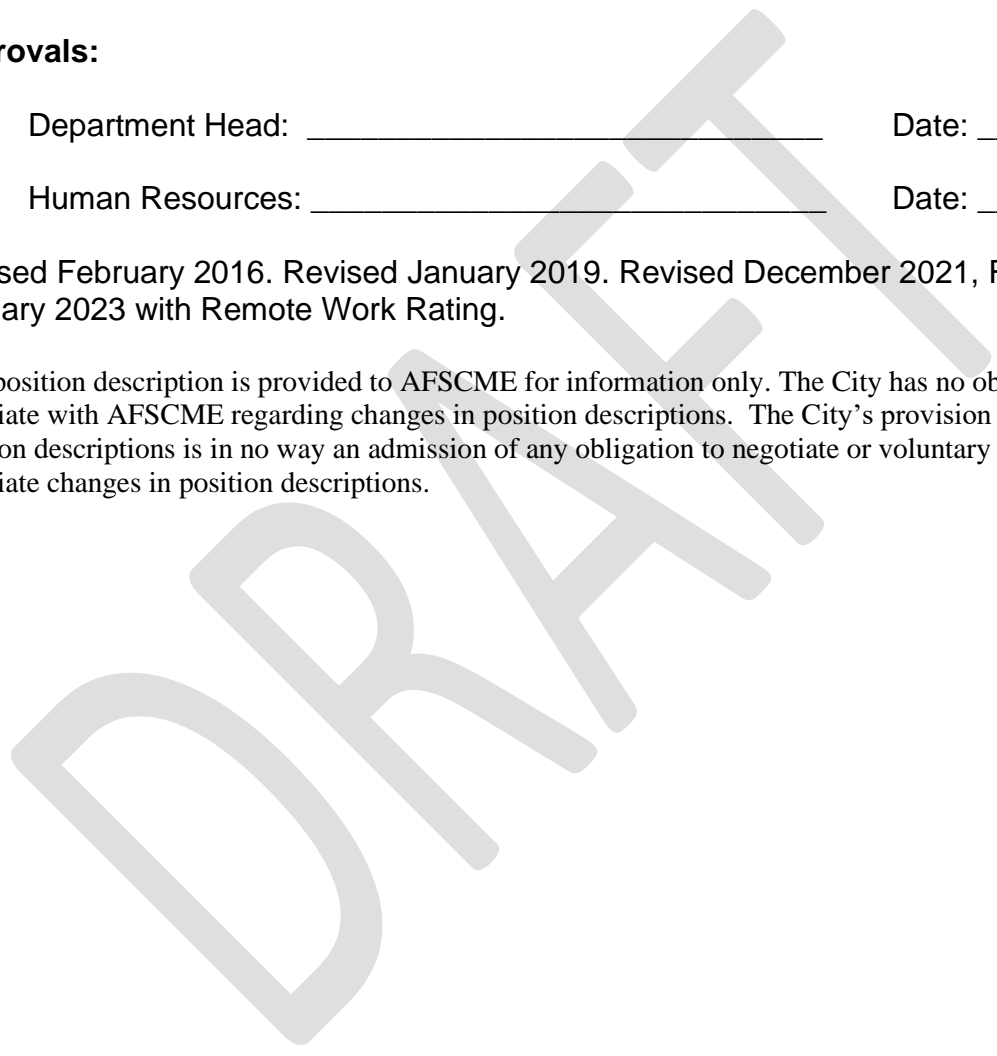 rovals:
Department Head: _____________________________ Date: __
Human Resources: _____________________________ Date: __
sed February 2016. Revised January 2019. Revised December 2021, 
ary 2023 with Remote Work Rating.
position description is provided to AFSCME for information only. The City has no ob
iate with AFSCME regarding changes in position descriptions. The City’s provision
on descriptions is in no way an admission of any obligation to negotiate or voluntary
iate changes in position descriptions.
DRAFT